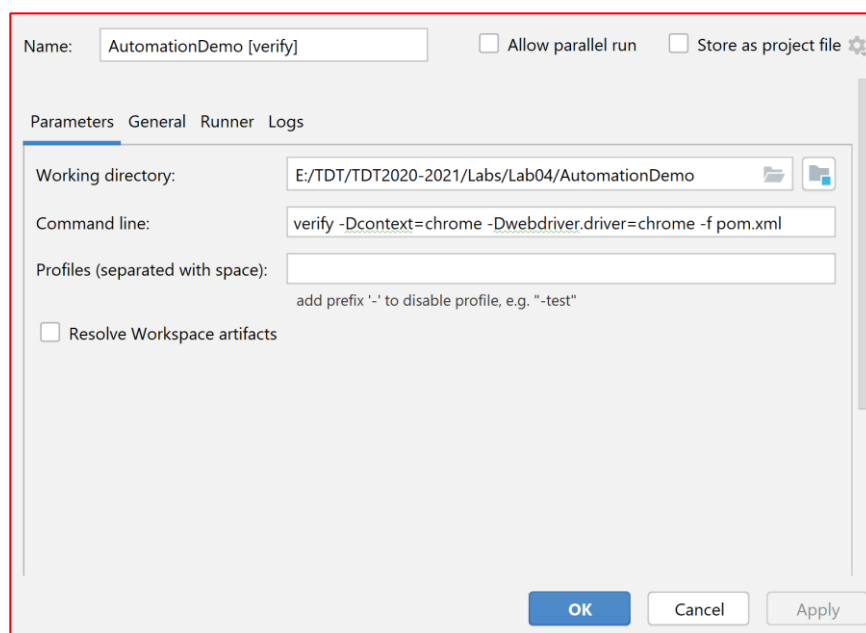 Name: AutomationDemo [verify] Allow parallel run Store as project file
Parameters General Runner Logs
Working directory: E:/TDT/TDT2020-2021/Labs/Lab04/AutomationDemo
Command line: verify -Dcontext=chrome -Dwebdriver.driver=chrome -f pom.xml
Profiles (separated with space):
add prefix '-' to disable profile, e.g. "-test"
Resolve Workspace artifacts
OK Cancel Apply